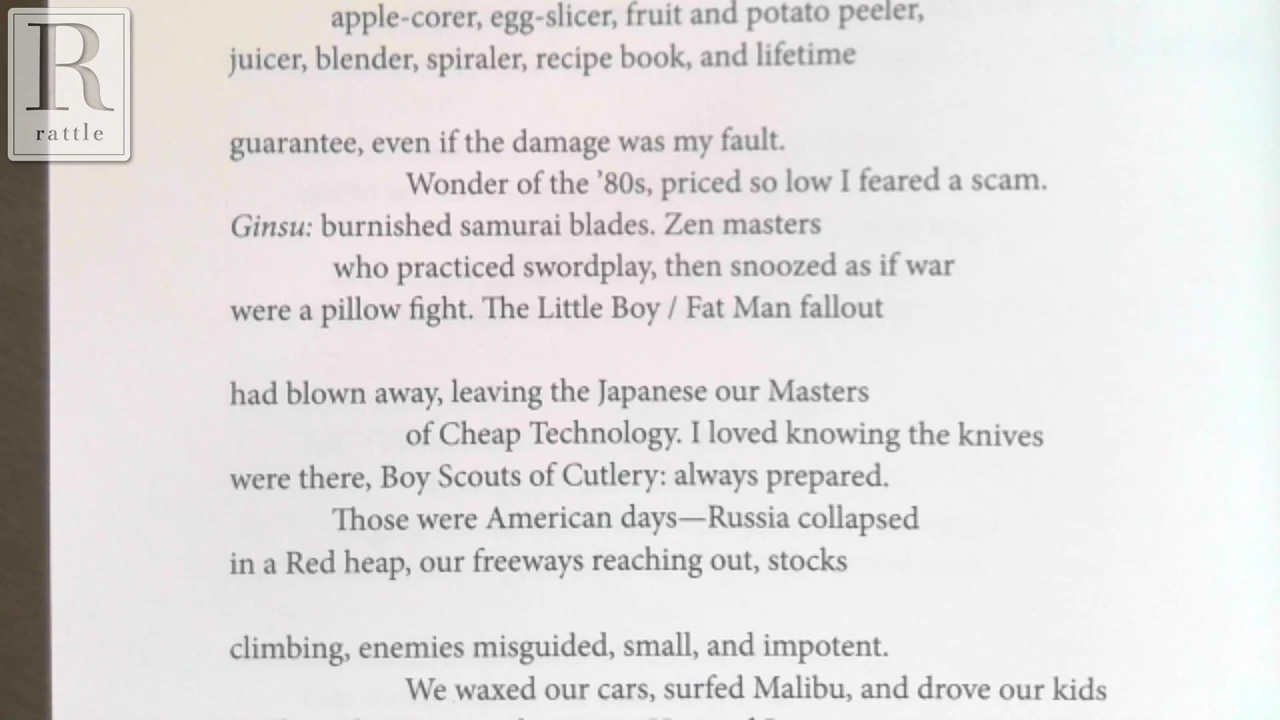 R
rattle
apple-corer, egg-slicer, fruit and potato peeler,
juicer, blender, spiraler, recipe book, and lifetime
guarantee, even if the damage was my fault.
Wonder of the ’80s, priced so low I feared a scam.
Ginsu: burnished samurai blades. Zen masters
who practiced swordplay, then snoozed as if war
were a pillow fight. The Little Boy / Fat Man fallout
had blown away, leaving the Japanese our Masters
of Cheap Technology. I loved knowing the knives
were there, Boy Scouts of Cutlery: always prepared.
Those were American days—Russia collapsed
in a Red heap, our freeways reaching out, stocks
climbing, enemies misguided, small, and impotent.
We waxed our cars, surfed Malibu, and drove our kids